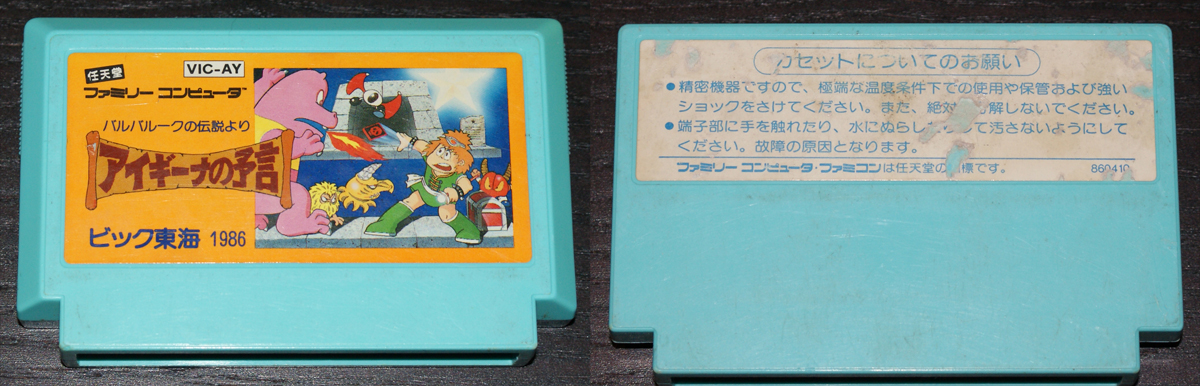 任天堂
VIC-AY
ファミリー コンピュータ™
バルバルークの伝説より
アイギーナの予言
ビック東海 1986
カセットについてのお願い
●精密機器ですので、極端な温度条件下での使用や保管および強い
ショックをさけてください。また、絶対 解しないでください。
●端子部に手を触れたり、水にぬらし て汚さないようにして
ください。故障の原因となります。
ファミリー コンピュータ・ファミコンは任天堂の 標です。
860410